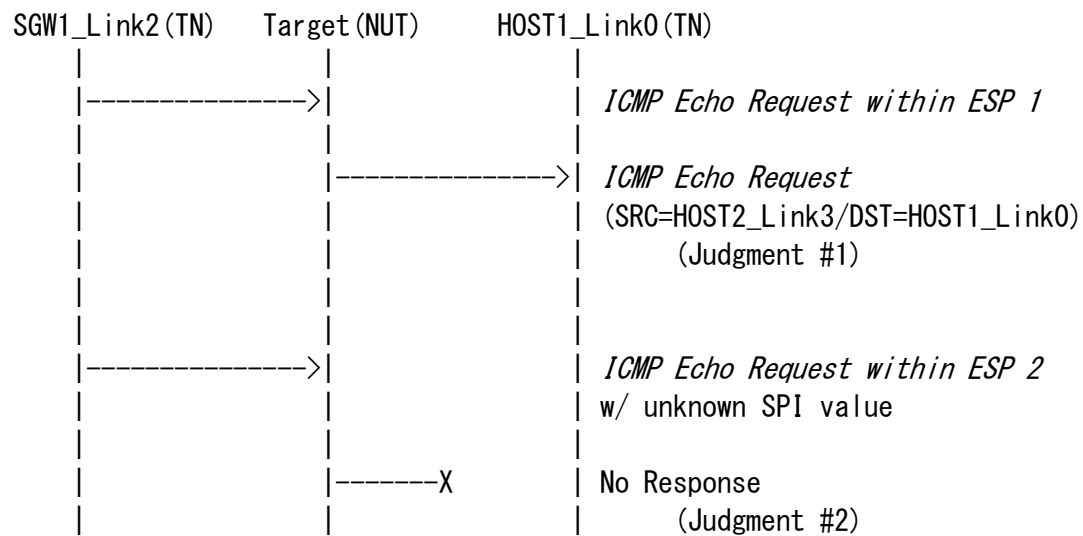 SGW1_Link2(TN) Target(NUT) HOST1_Link0(TN)
| | |
|--------------->| | ICMP Echo Request within ESP 1
| | |
| |--------------->| ICMP Echo Request
| | | (SRC=HOST2_Link3/DST=HOST1_Link0)
| | | (Judgment #1)
| | |
| | |
|--------------->| | ICMP Echo Request within ESP 2
| | | w/ unknown SPI value
| | |
| |-------X | No Response
| | | (Judgment #2)